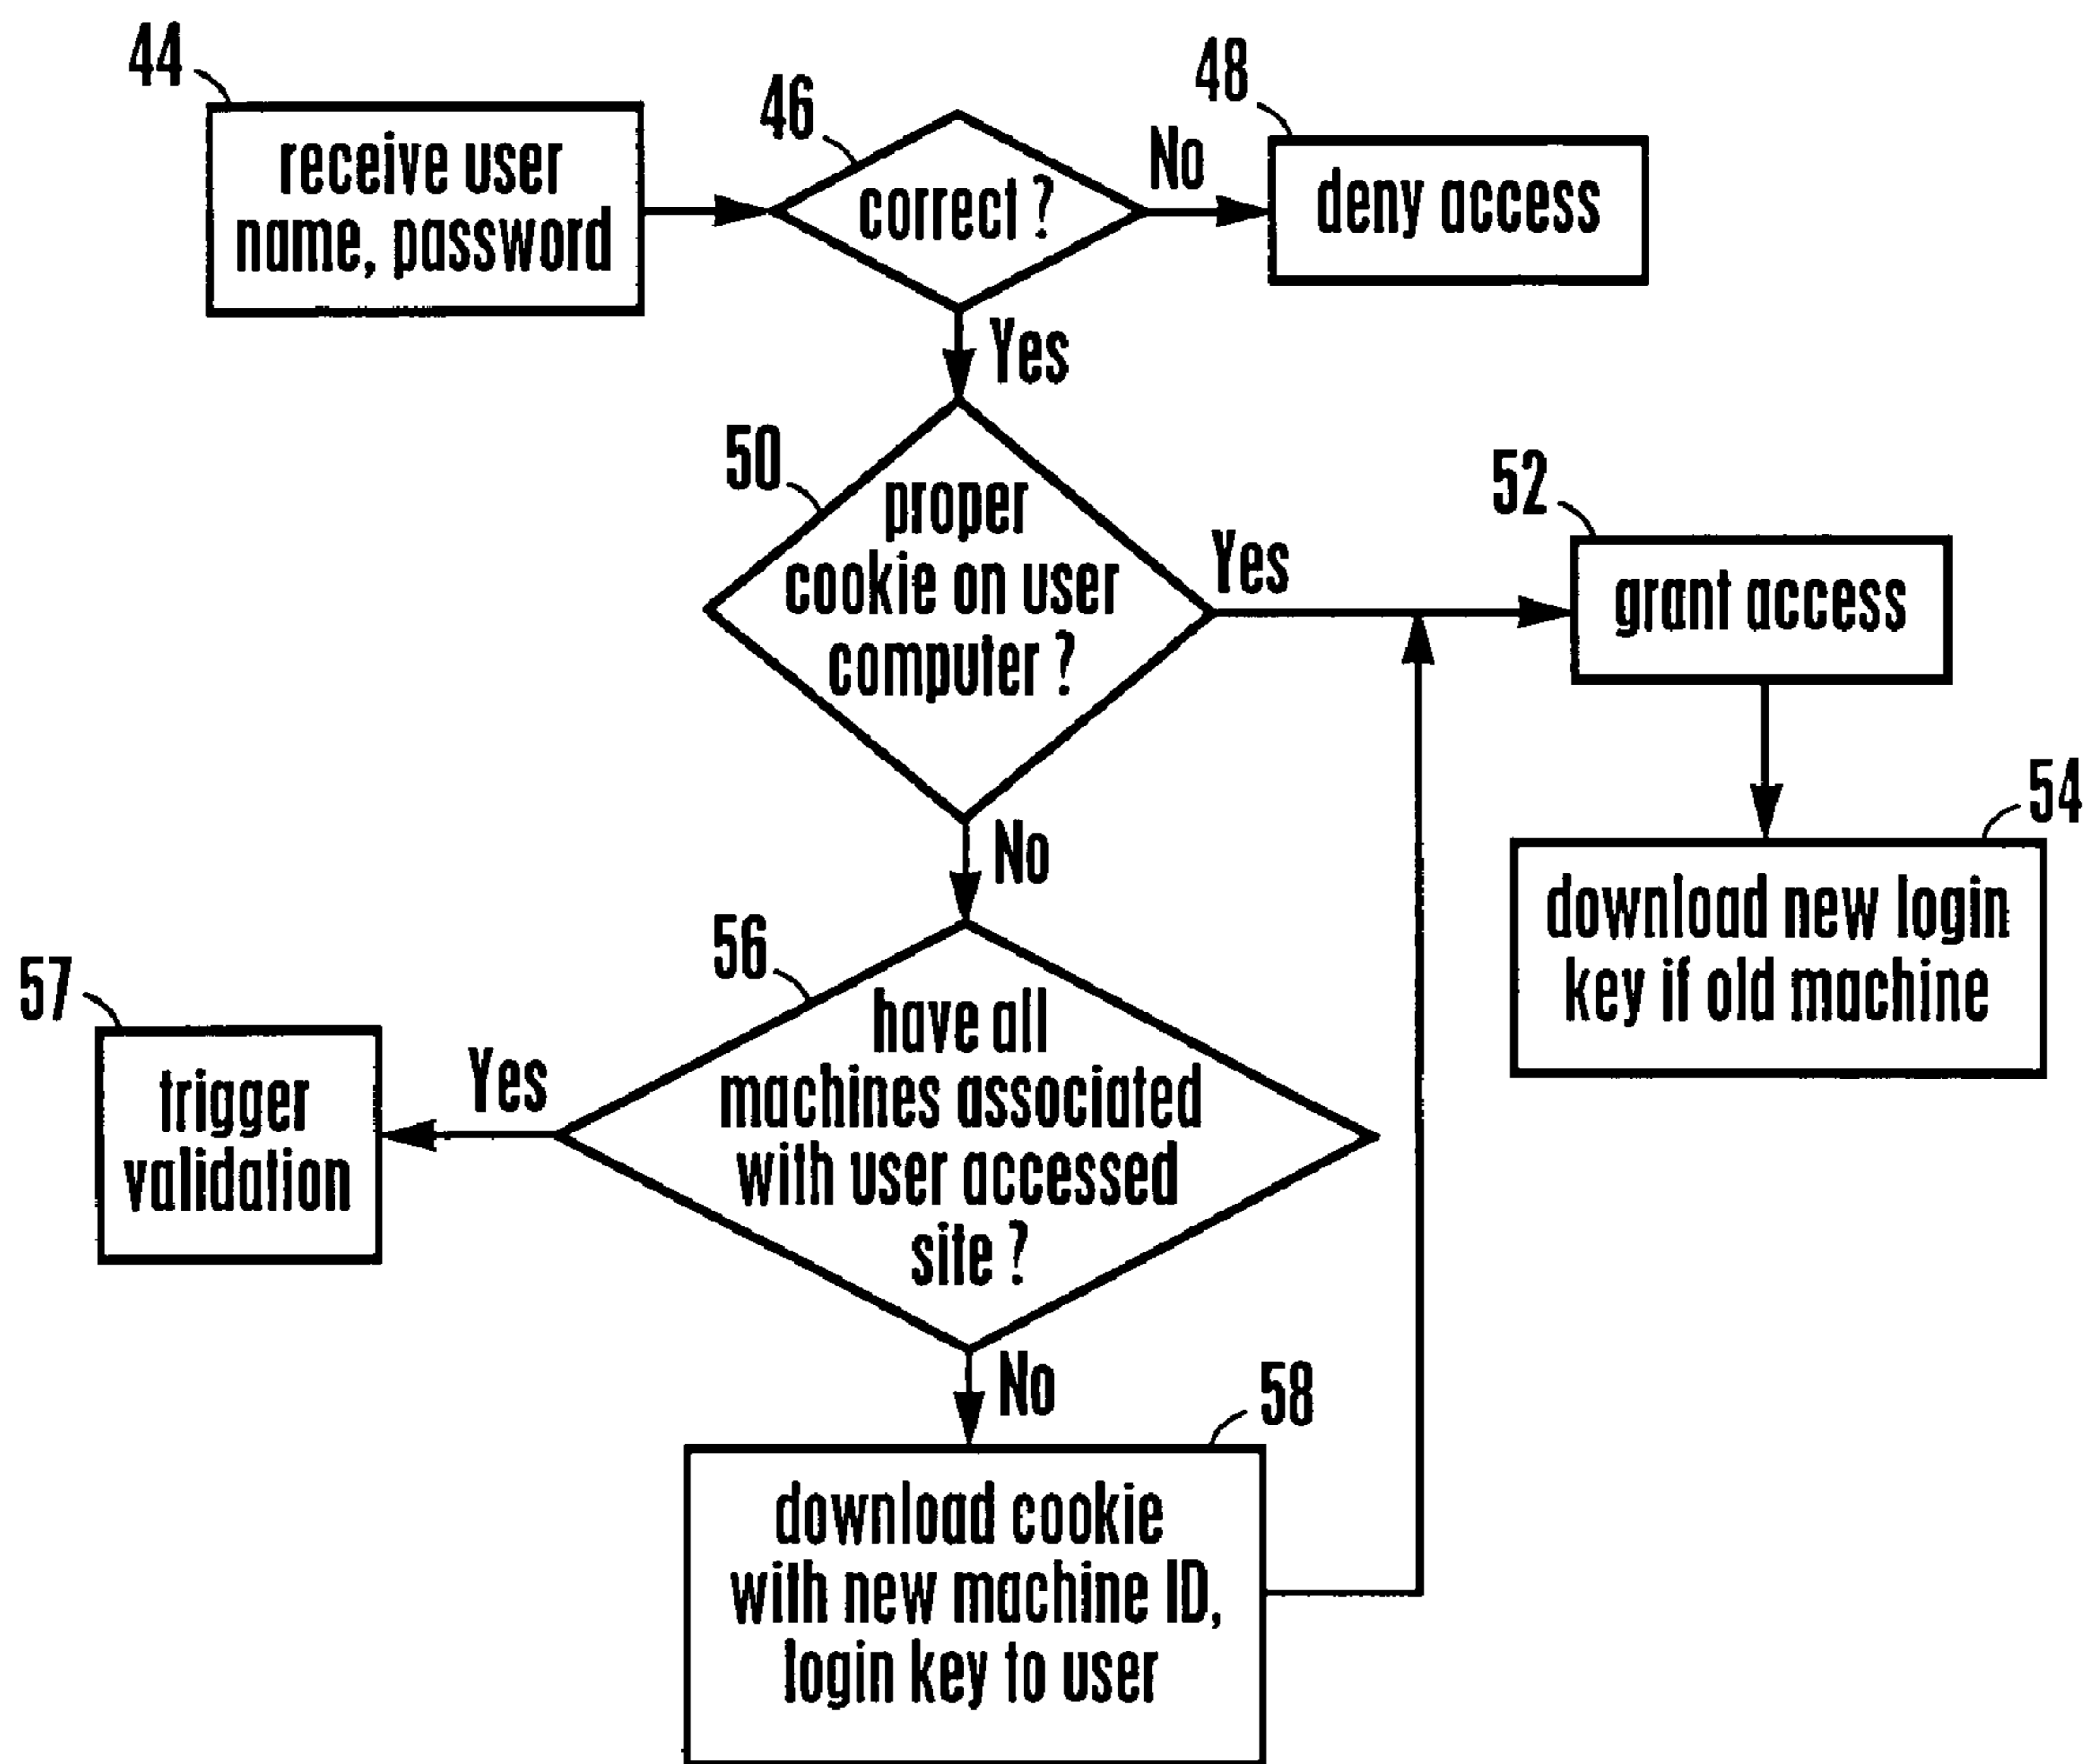 44
receive user
name, password
46
correct ?
No
48
deny access
Yes
50
proper
cookie on user
computer ?
Yes
52
grant access
54
download new login
key if old machine
No
56
have all
machines associated
with user accessed
site ?
Yes
57
trigger
validation
No
58
download cookie
with new machine ID,
login key to user